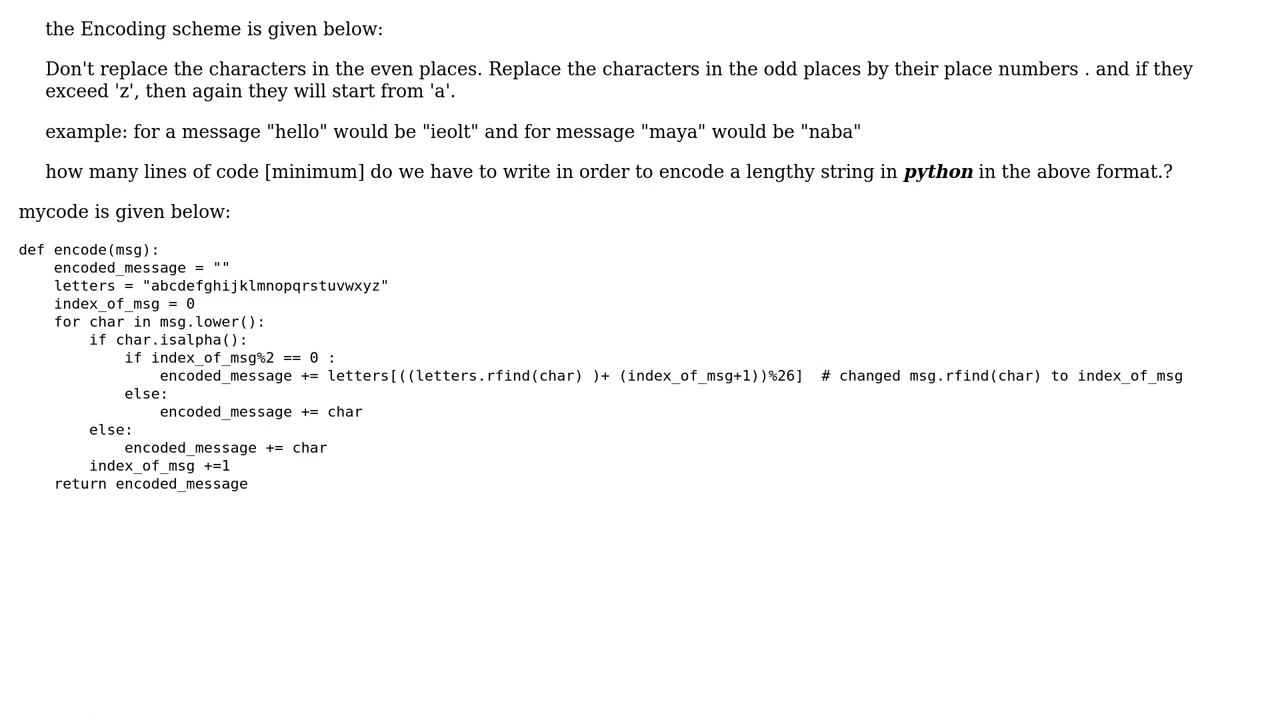 the Encoding scheme is given below:
Don't replace the characters in the even places. Replace the characters in the odd places by their place numbers . and if they
exceed 'z', then again they will start from 'a'.
example: for a message "hello" would be "ieolt" and for message "maya" would be "naba"
how many lines of code [minimum] do we have to write in order to encode a lengthy string in python in the above format.?
mycode is given below:
def encode(msg):
    encoded_message = ""
    letters = "abcdefghijklmnopqrstuvwxyz"
    index_of_msg = 0
    for char in msg.lower():
        if char.isalpha():
            if index_of_msg%2 == 0 :
                encoded_message += letters[((letters.rfind(char) )+ (index_of_msg+1))%26]  # changed msg.rfind(char) to index_of_msg
            else:
                encoded_message += char
        else:
            encoded_message += char
        index_of_msg +=1
    return encoded_message